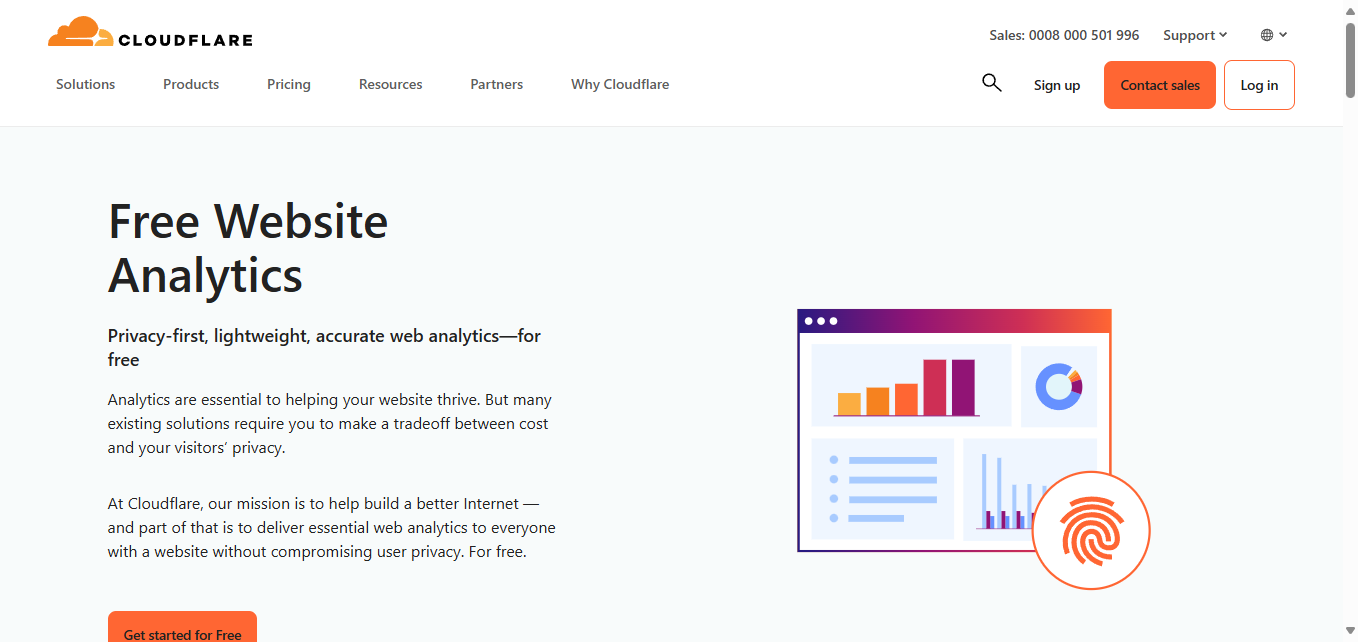 CLOUDFLARE
Sales: 0008 000 501 996
Support
Solutions
Products
Pricing
Resources
Partners
Why Cloudflare
Sign up
Contact sales
Log in
Free Website
Analytics
Privacy-first, lightweight, accurate web analytics—for
free
Analytics are essential to helping your website thrive. But many
existing solutions require you to make a tradeoff between cost
and your visitors’ privacy.
At Cloudflare, our mission is to help build a better Internet —
and part of that is to deliver essential web analytics to everyone
with a website without compromising user privacy. For free.
Get started for Free